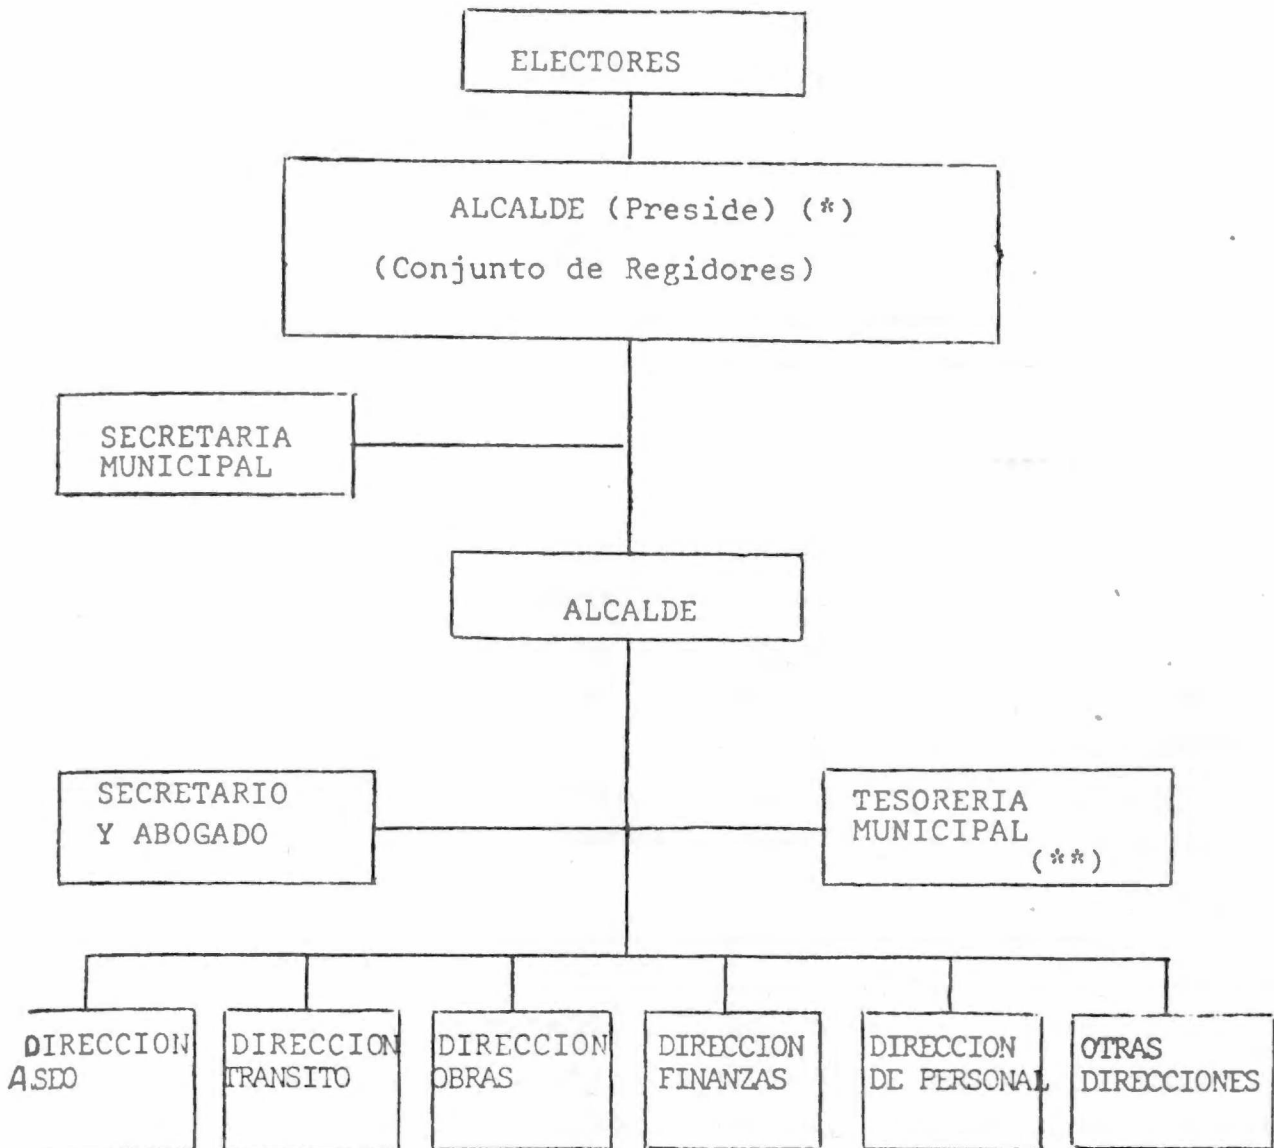 ELECTORES
ALCALDE (Preside) (*)
(Conjunto de Regidores)
SECRETARIA
MUNICIPAL
ALCALDE
SECRETARIO
Y ABOGADO
TESORERIA
MUNICIPAL
(**)
DIRECCION
ASEO
DIRECCION
TRANSITO
DIRECCION
OBRAS
DIRECCION
FINANZAS
DIRECCION
DE PERSONAL
OTRAS
DIRECCIONES